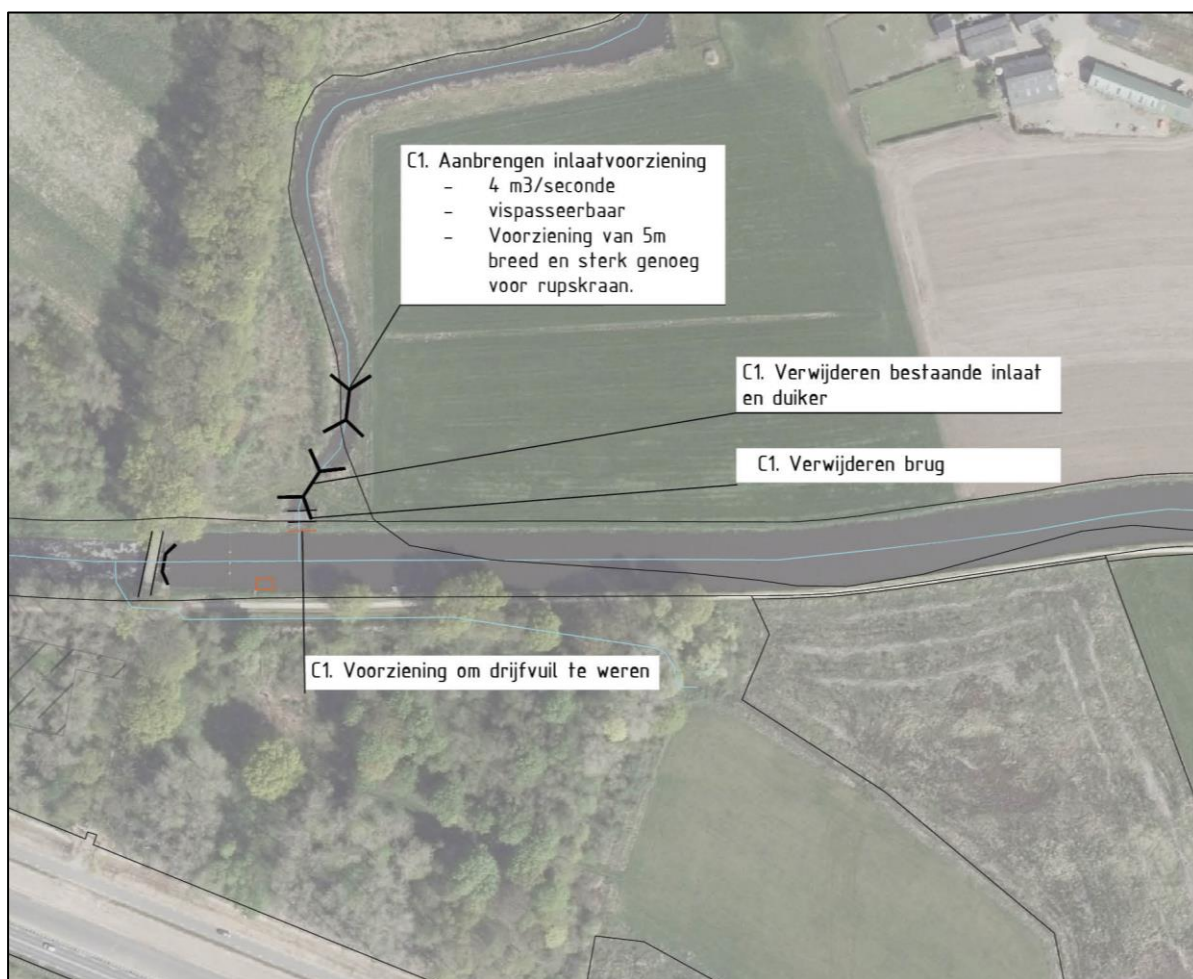 C1. Aanbrengen inlaatvoorziening
- 4 m3/seconde
- vispasseerbaar
- Voorziening van 5m
breed en sterk genoeg
voor rupskraan.
C1. Verwijderen bestaande inlaat
en duiker
C1. Verwijderen brug
C1. Voorziening om drijfvuil te weren